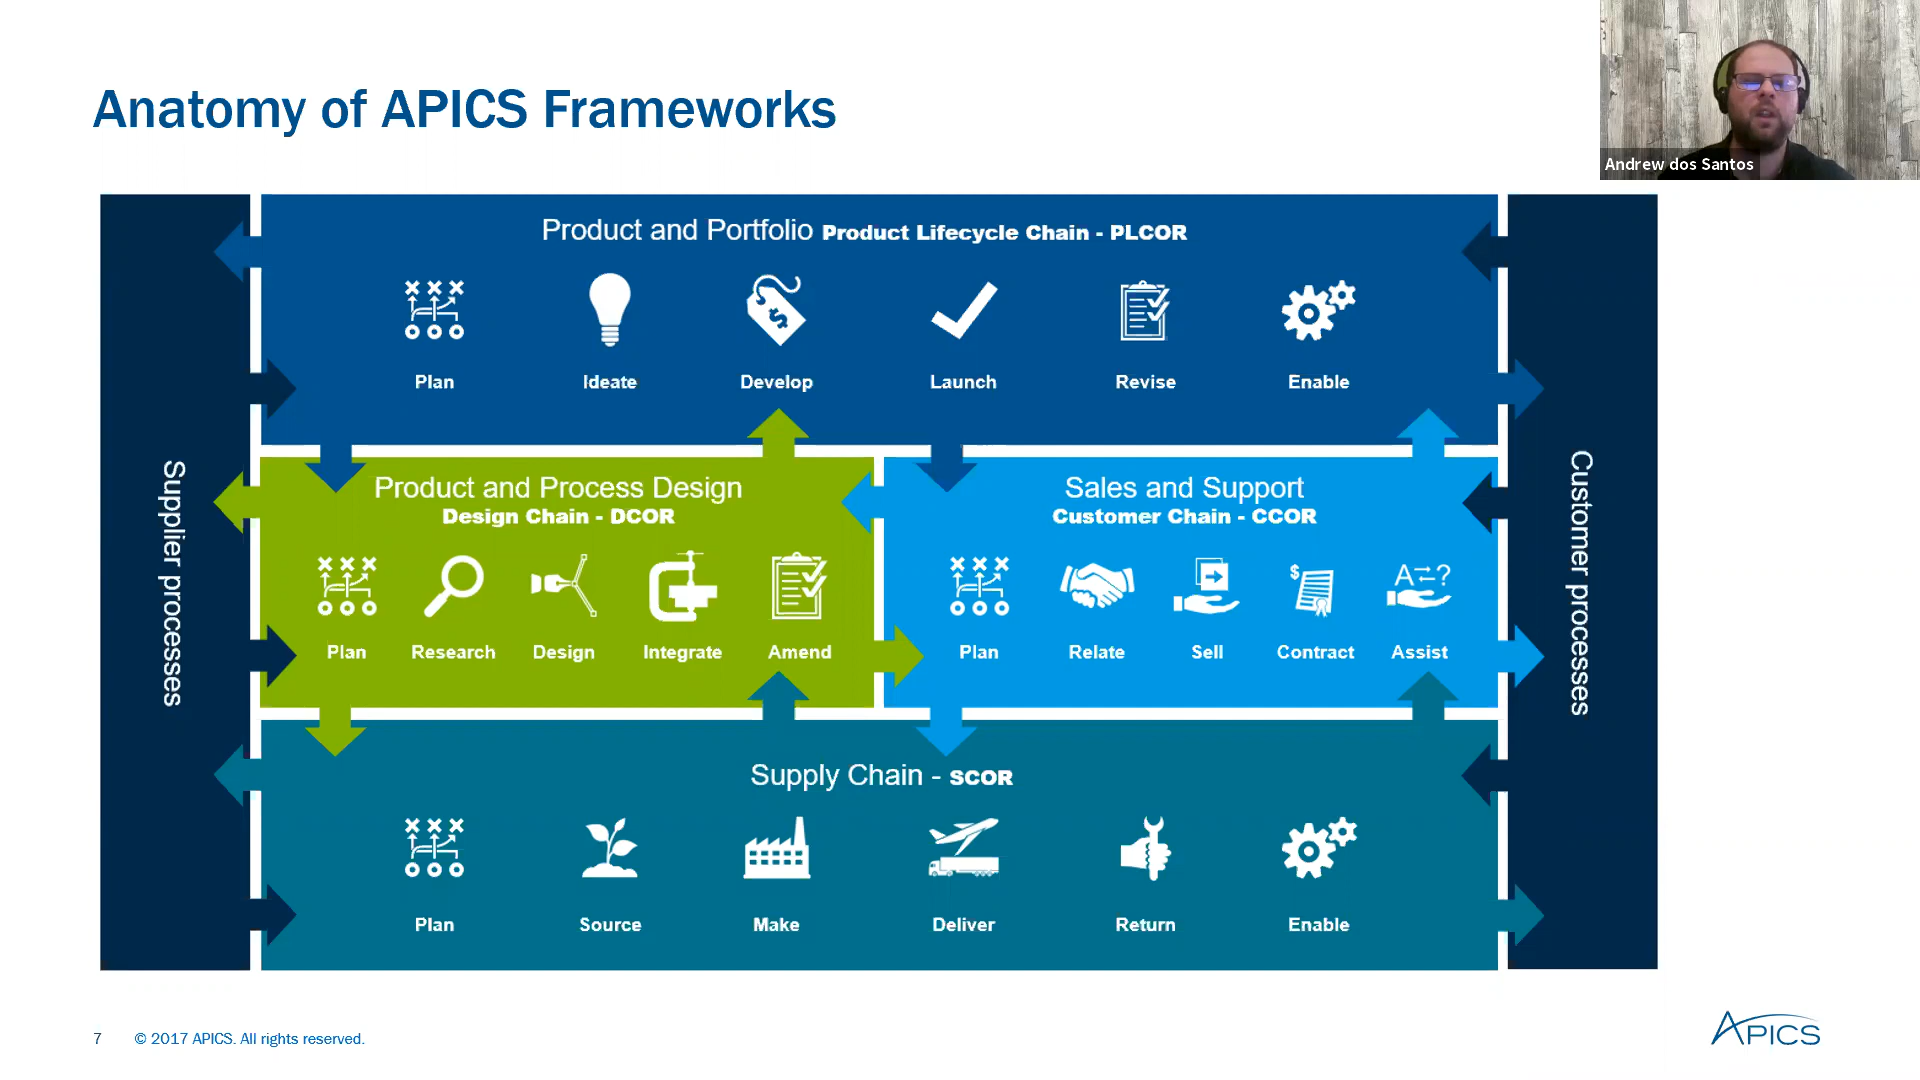 Anatomy of APICS Frameworks
Andrew dos Santos
Supplier processes
Product and Portfolio Product Lifecycle Chain - PLCOR
Plan
Ideate
Develop
Launch
Revise
Enable
Product and Process Design
Design Chain - DCOR
Plan
Research
Design
Integrate
Amend
Sales and Support
Customer Chain - CCOR
A⇄?
$
Plan
Relate
Sell
Contract
Assist
Supply Chain - SCOR
Plan
Source
Make
Deliver
Return
Enable
Customer processes
7
© 2017 APICS. All rights reserved.
APICS